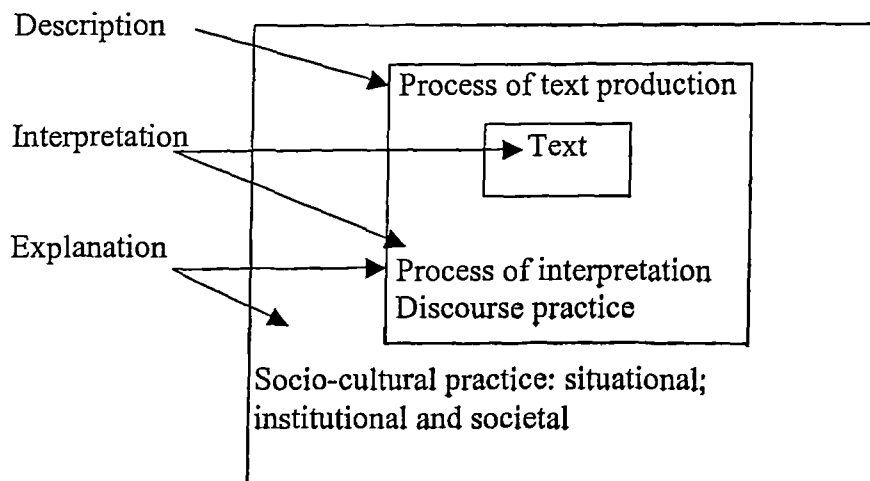 Description
Process of text production
Interpretation
Text
Explanation
Process of interpretation
Discourse practice
Socio-cultural practice: situational;
institutional and societal